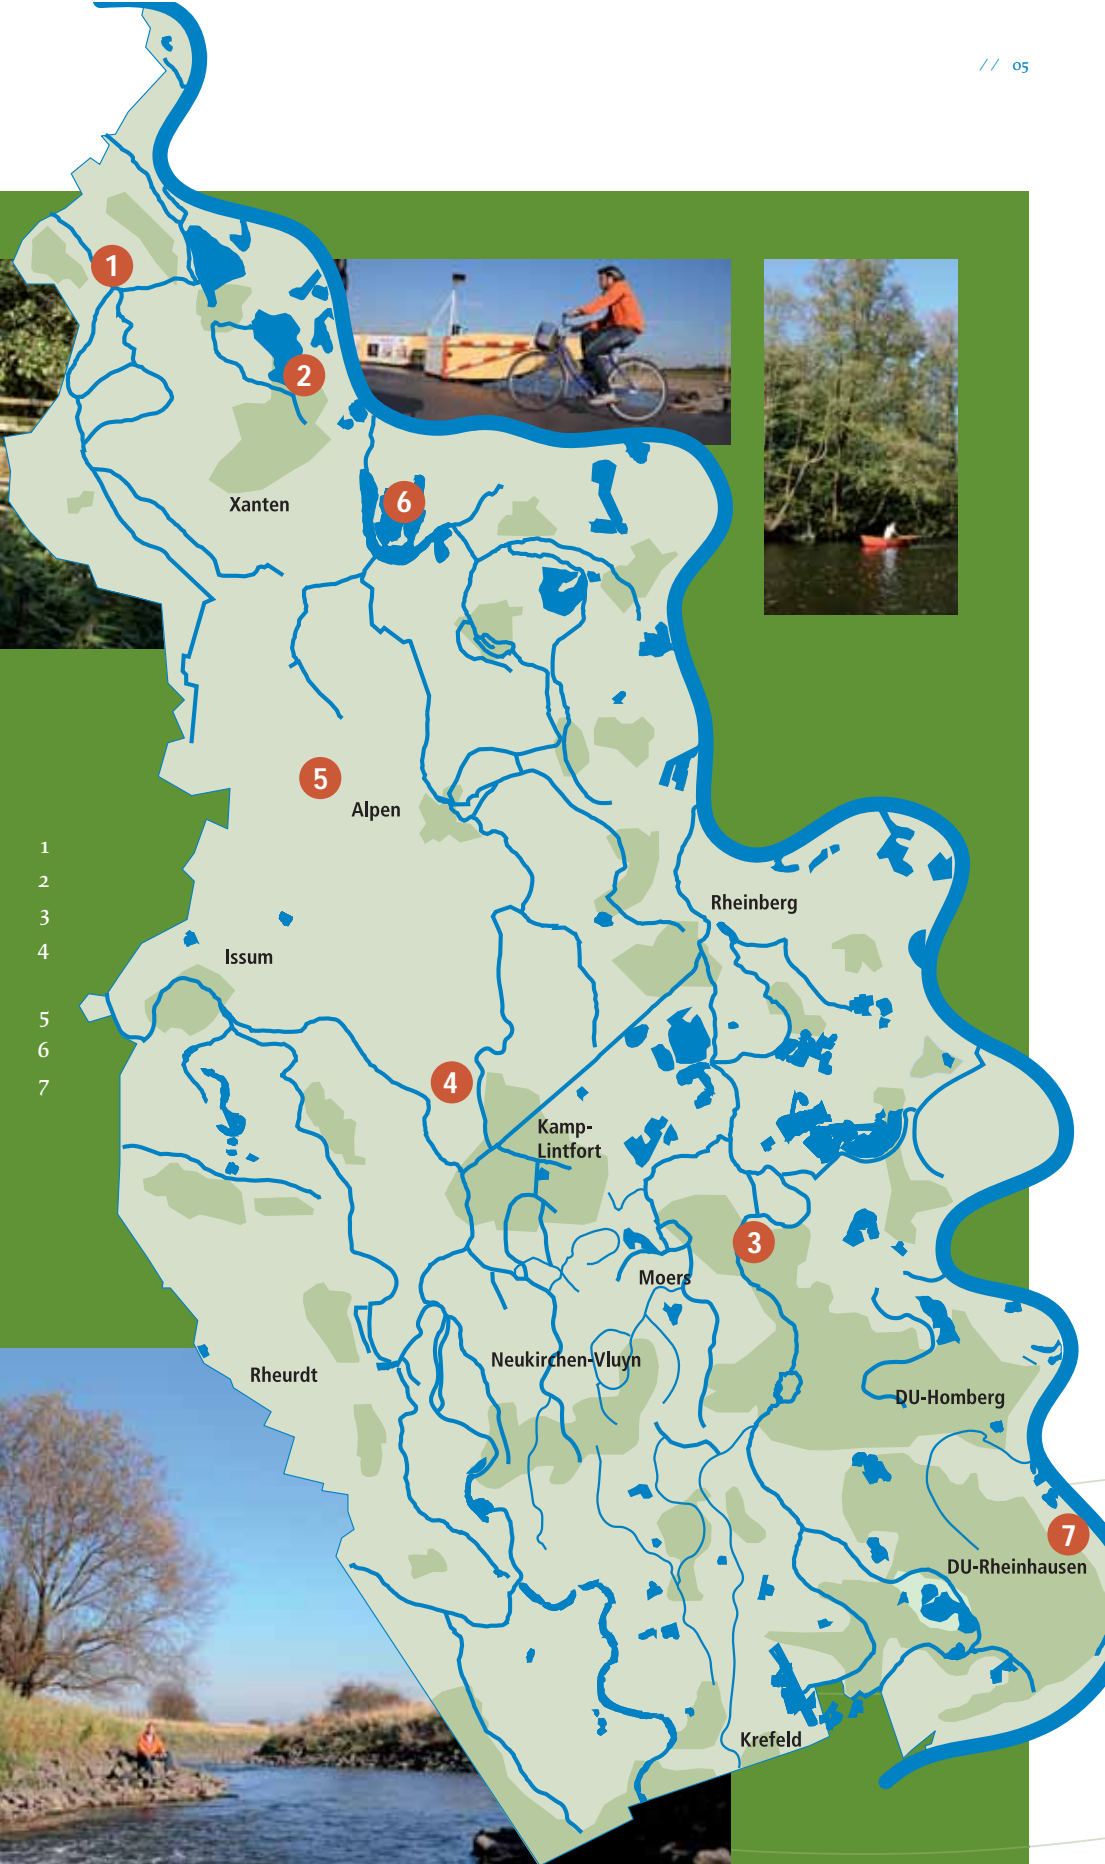 // 05
1
2
Xanten
6
5
Alpen
1
2
3
4
5
6
7
Rheinberg
Issum
4
Kamp-
Lintfort
3
Moers
Neukirchen-Vluyn
Rheurdt
DU-Homberg
7
DU-Rheinhausen
Krefeld